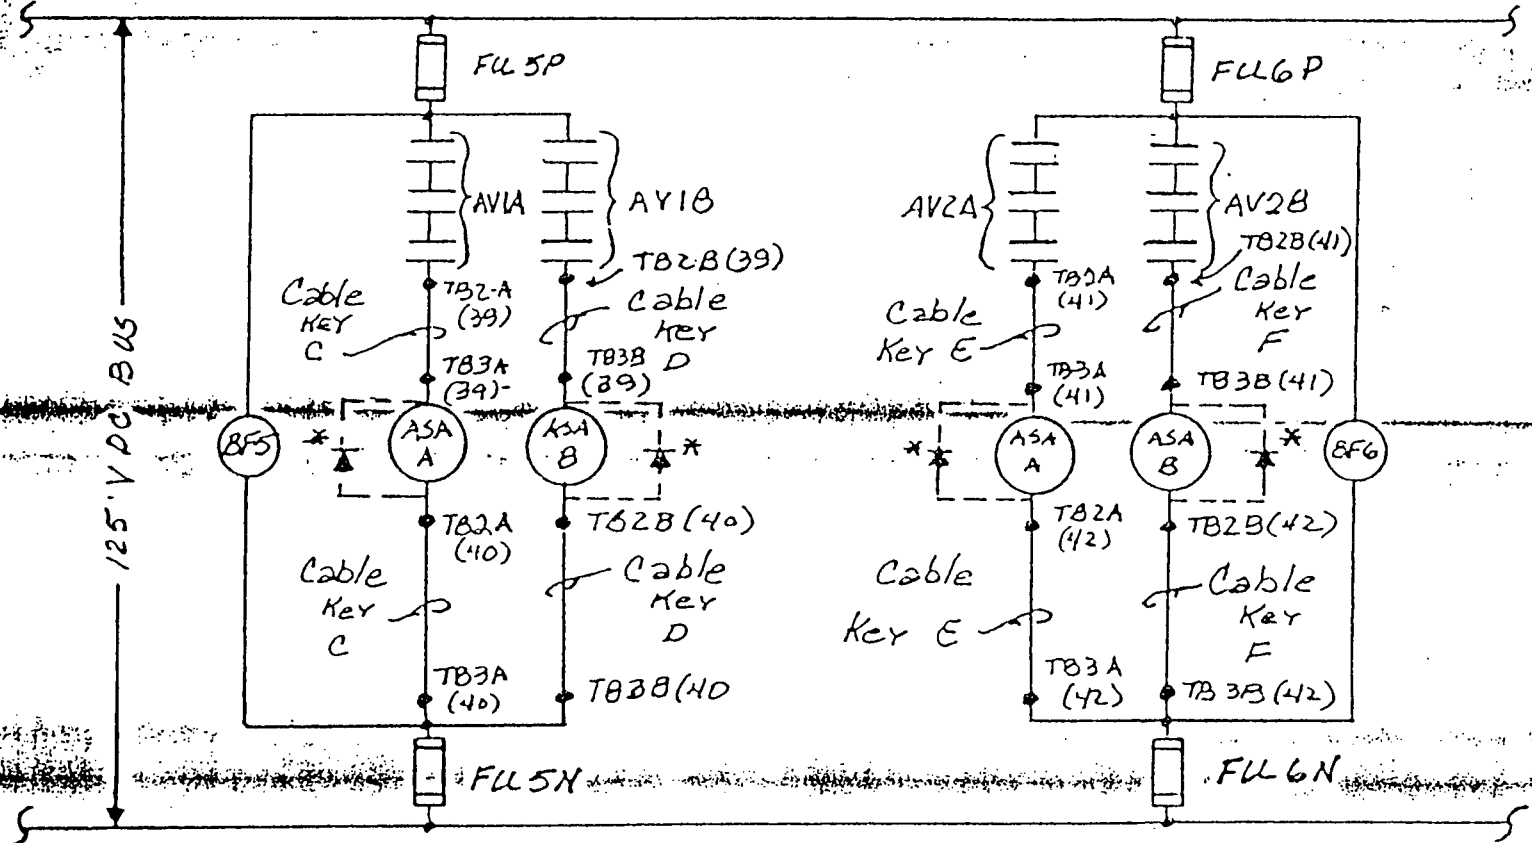 FU5P
FU6P
AV1A
AV1B
AV2A
AV2B
TB2-A
(39)
TB2-B(39)
TB2A
(41)
TB2B(41)
Cable
Key
C
Cable
Key
D
Cable
Key E
Cable
Key
F
TB3A
(39)
TB3B
(39)
TB3A
(41)
TB3B(41)
125 V DC BUS
BF5
*
ASA
A
ASA
B
*
*
ASA
A
ASA
B
*
BF6
TB2A
(40)
TB2B(40)
TB2A
(42)
TB2B(42)
Cable
Key
C
Cable
Key
D
Cable
Key E
Cable
Key
F
TB3A
(40)
TB3B(40
TB3A
(42)
TB3B(42)
FU5N
FU6N